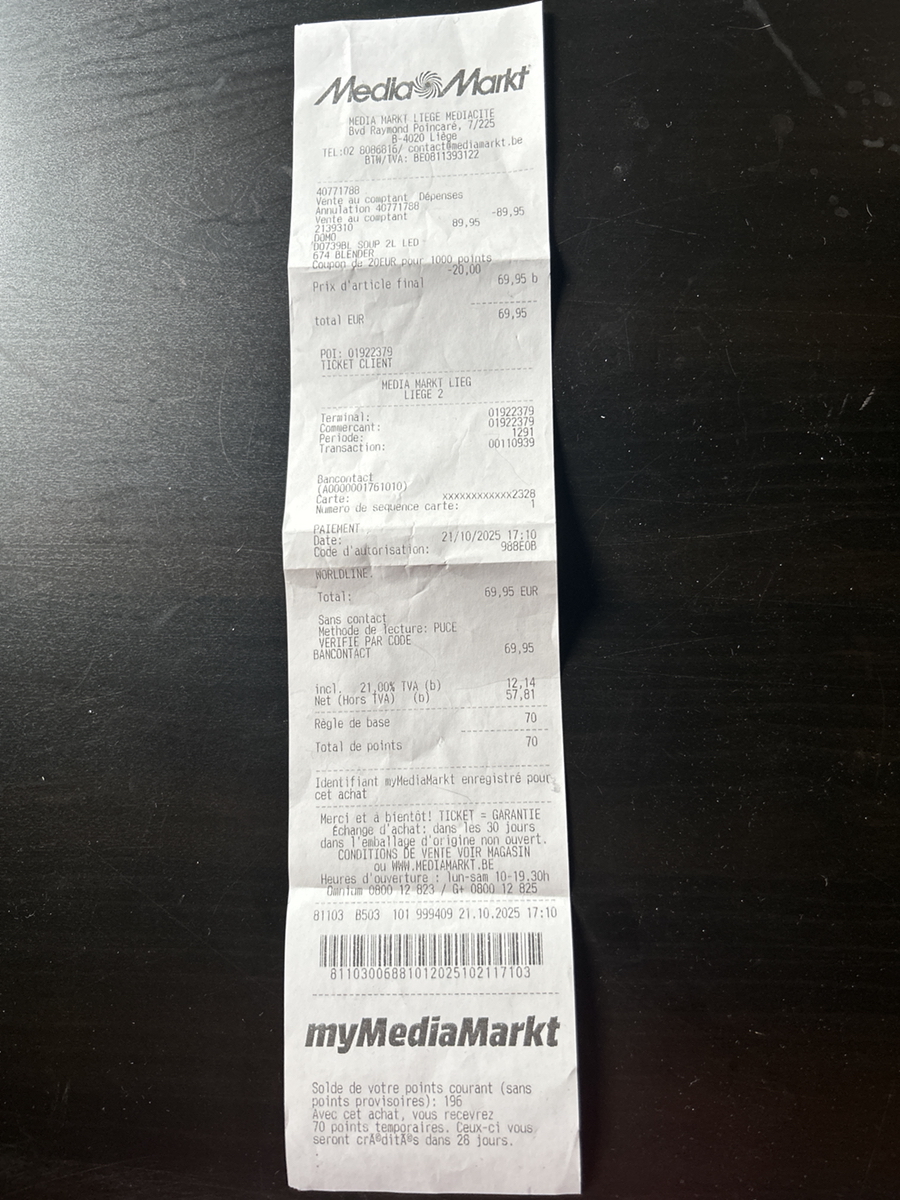 Media Markt
MEDIA MARKT LIEGE MEDIACITE
Bvd Raymond Poincaré, 7/225
B-4020 Liège
TEL:02 8086816/ contact@mediamarkt.be
BTW/TVA: BE0811393122
40771788
Vente au comptant Dépenses
Annulation 40771788 -89,95
Vente au comptant 89,95
2139310
DOMO
DO739BL SOUP 2L LED -
674 BLENDER
Coupon de 20EUR pour 1000 points
-20,00
Prix d'article final 69,95 b
total EUR 69,95
POI: 01922379
TICKET CLIENT
MEDIA MARKT LIEG
LIEGE 2
Terminal: 01922379
Commercant: 01922379
Periode: 1291
Transaction: 00110939
Bancontact
(A0000001761010)
Carte: xxxxxxxxxxxx2328
Numero de sequence carte: 1
PAIEMENT
Date: 21/10/2025 17:10
Code d'autorisation: 988E0B
WORLDLINE.
Total: 69,95 EUR
Sans contact
Methode de lecture: PUCE
VERIFIE PAR CODE
BANCONTACT 69,95
incl. 21,00% TVA (b) 12,14
Net (Hors TVA) (b) 57,81
Règle de base 70
Total de points 70
Identifiant myMediaMarkt enregistré pour
cet achat
Merci et à bientôt! TICKET = GARANTIE
Échange d'achat: dans les 30 jours
dans l'emballage d'origine non ouvert.
CONDITIONS DE VENTE VOIR MAGASIN
ou WWW.MEDIAMARKT.BE
Heures d'ouverture : lun-sam 10-19.30h
Omnium 0800 12 823 / G+ 0800 12 825
81103 B503 101 999409 21.10.2025 17:10
8110300688101202510211 7103
myMediaMarkt
Solde de votre points courant (sans
points provisoires): 196
Avec cet achat, vous recevrez
70 points temporaires. Ceux-ci vous
seront crÃ©ditÃ©s dans 28 jours.